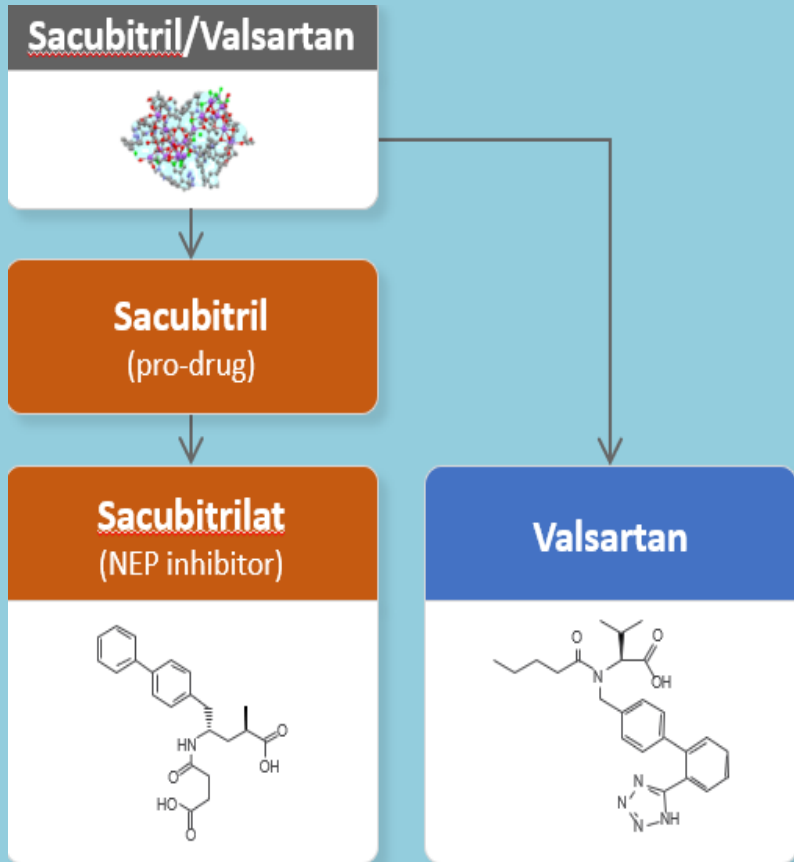 Sacubitril/Valsartan
Sacubitril
(pro-drug)
Sacubitrilat
(NEP inhibitor)
Valsartan
HN
O
OH
O
HO
O
O
O
OH
N
N
N
N
NH